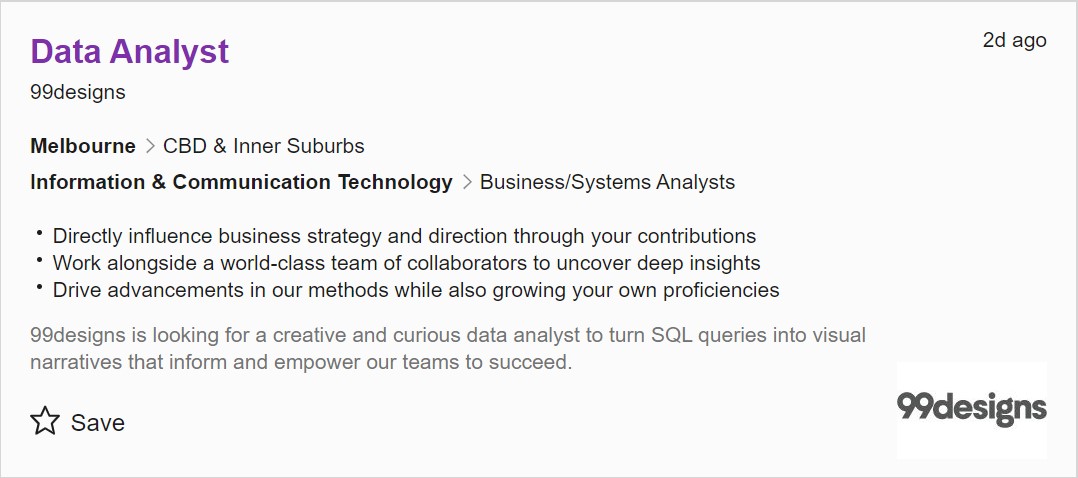 Data Analyst
2d ago
99designs
Melbourne > CBD & Inner Suburbs
Information & Communication Technology > Business/Systems Analysts
• Directly influence business strategy and direction through your contributions
• Work alongside a world-class team of collaborators to uncover deep insights
• Drive advancements in our methods while also growing your own proficiencies
99designs is looking for a creative and curious data analyst to turn SQL queries into visual
narratives that inform and empower our teams to succeed.
Save
99designs